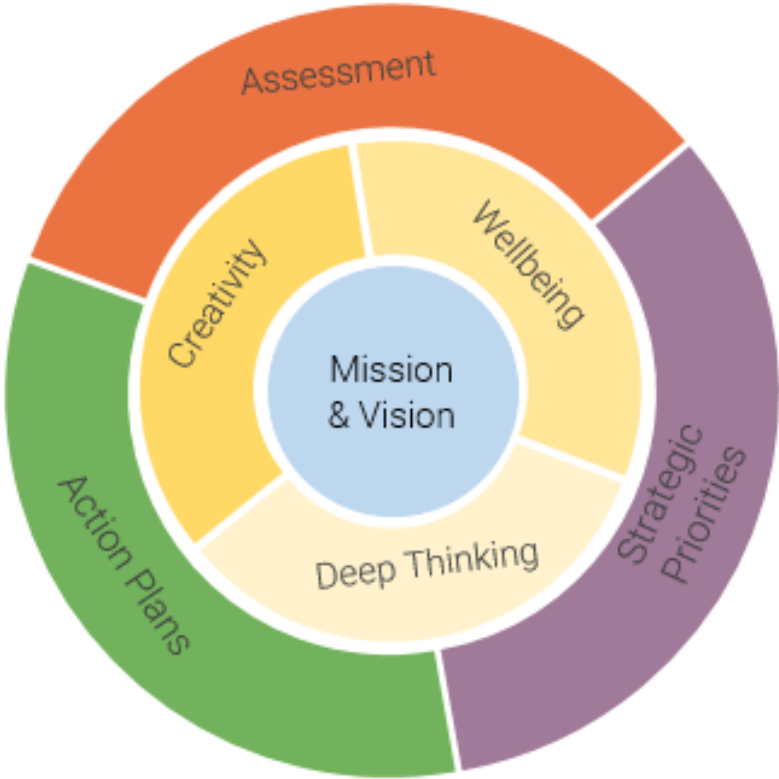 Assessment
Wellbeing
Creativity
Mission
& Vision
Strategic
Priorities
Deep Thinking
Action Plans